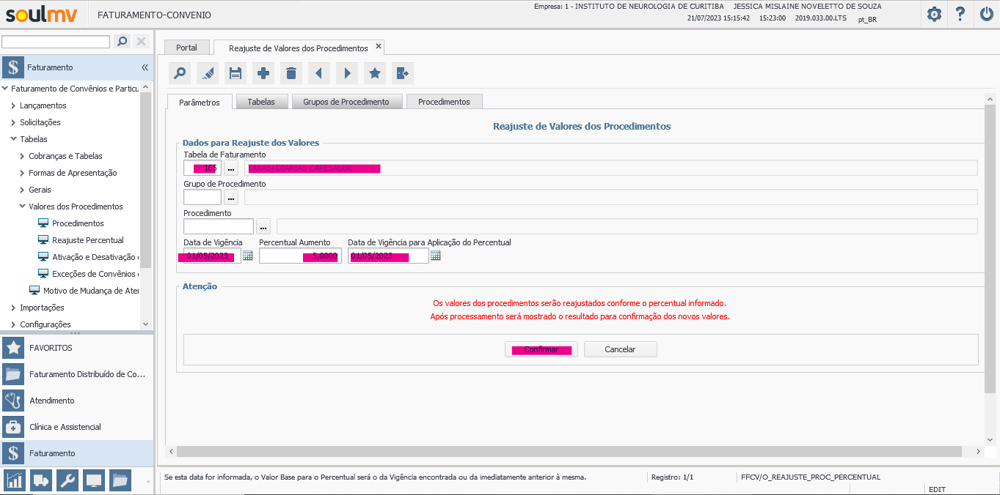 soulmv
FATURAMENTO-CONVENIO
Empresa: 1 - INSTITUTO DE NEUROLOGIA DE CURITIBA JESSICA MISLAINE NOVELETTO DE SOUZA
21/07/2023 15:15:42 15:23:00 2019.033.00.LTS pt_BR
Portal
Reajuste de Valores dos Procedimentos
Faturamento
Faturamento de Convênios e Particu
Lançamentos
Solicitações
Tabelas
Cobranças e Tabelas
Formas de Apresentação
Gerais
Valores dos Procedimentos
Procedimentos
Reajuste Percentual
Ativação e Desativação
Exceções de Convênios
Motivo de Mudança de Ater
Importações
Configurações
FAVORITOS
Faturamento Distribuído de Co...
Atendimento
Clínica e Assistencial
Faturamento
Parâmetros
Tabelas
Grupos de Procedimento
Procedimentos
Reajuste de Valores dos Procedimentos
Dados para Reajuste dos Valores
Tabela de Faturamento
165 ... TAXAS/ DIARIAS CAPESAUDE
Grupo de Procedimento
...
Procedimento
...
Data de Vigência Percentual Aumento Data de Vigência para Aplicação do Percentual
01/05/2023 5,0000 01/05/2023
Atenção
Os valores dos procedimentos serão reajustados conforme o percentual informado.
Após processamento será mostrado o resultado para confirmação dos novos valores.
Confirmar Cancelar
Se esta data for informada, o Valor Base para o Percentual será o da Vigência encontrada ou da imediatamente anterior à mesma.
Registro: 1/1
FFCV/O_REAJUSTE_PROC_PERCENTUAL
EDIT